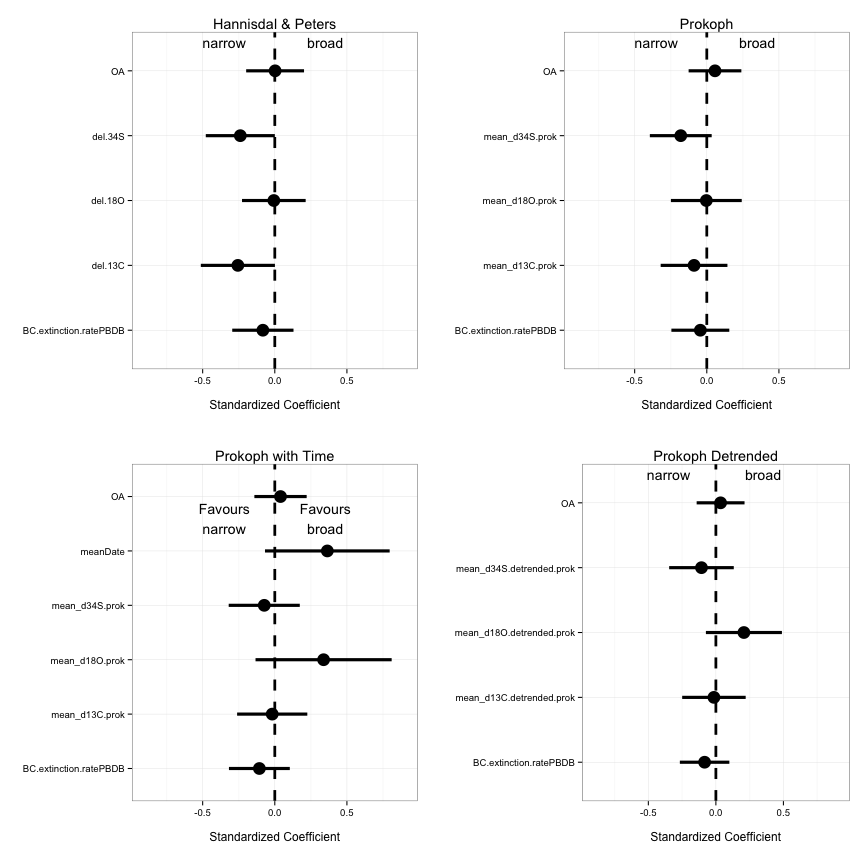 Hannisdal & Peters
narrow broad
OA
del.34S
del.18O
del.13C
BC.extinction.ratePBDB
-0.5 0.0 0.5
Standardized Coefficient
Prokoph
narrow broad
OA
mean_d34S.prok
mean_d18O.prok
mean_d13C.prok
BC.extinction.ratePBDB
-0.5 0.0 0.5
Standardized Coefficient
Prokoph with Time
OA
Favours Favours
narrow broad
meanDate
mean_d34S.prok
mean_d18O.prok
mean_d13C.prok
BC.extinction.ratePBDB
-0.5 0.0 0.5
Standardized Coefficient
Prokoph Detrended
narrow broad
OA
mean_d34S.detrended.prok
mean_d18O.detrended.prok
mean_d13C.detrended.prok
BC.extinction.ratePBDB
-0.5 0.0 0.5
Standardized Coefficient